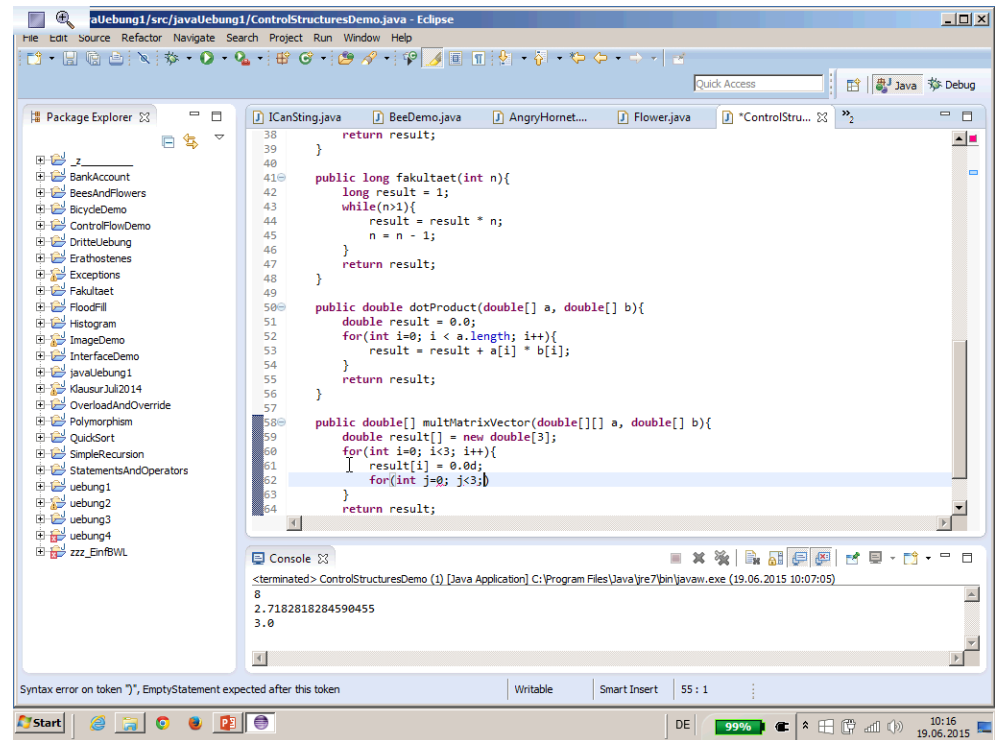 aUebung1/src/javaUebung1/ControlStructuresDemo.java - Eclipse
File Edit Source Refactor Navigate Search Project Run Window Help
Quick Access
Java
Debug
Package Explorer
_z_________
BankAccount
BeesAndFlowers
BicycleDemo
ControlFlowDemo
DritteUebung
Erathostenes
Exceptions
Fakultaet
FloodFill
Histogram
ImageDemo
InterfaceDemo
javaUebung1
KlausurJuli2014
OverloadAndOverride
Polymorphism
QuickSort
SimpleRecursion
StatementsAndOperators
uebung1
uebung2
uebung3
uebung4
zzz_EinfBWL
ICanSting.java BeeDemo.java AngryHornet.... Flower.java *ControlStru... »2
38 return result;
39 }
40
41 public long fakultaet(int n){
42 long result = 1;
43 while(n>1){
44 result = result * n;
45 n = n - 1;
46 }
47 return result;
48 }
49
50 public double dotProduct(double[] a, double[] b){
51 double result = 0.0;
52 for(int i=0; i < a.length; i++){
53 result = result + a[i] * b[i];
54 }
55 return result;
56 }
57
58 public double[] multMatrixVector(double[][] a, double[] b){
59 double result[] = new double[3];
60 for(int i=0; i<3; i++){
61 result[i] = 0.0d;
62 for(int j=0; j<3;)
63 }
64 return result;
Console
<terminated> ControlStructuresDemo (1) [Java Application] C:\Program Files\Java\jre7\bin\javaw.exe (19.06.2015 10:07:05)
8
2.7182818284590455
3.0
Syntax error on token ")", EmptyStatement expected after this token
Writable
Smart Insert
55 : 1
Start
DE
99%
10:16
19.06.2015